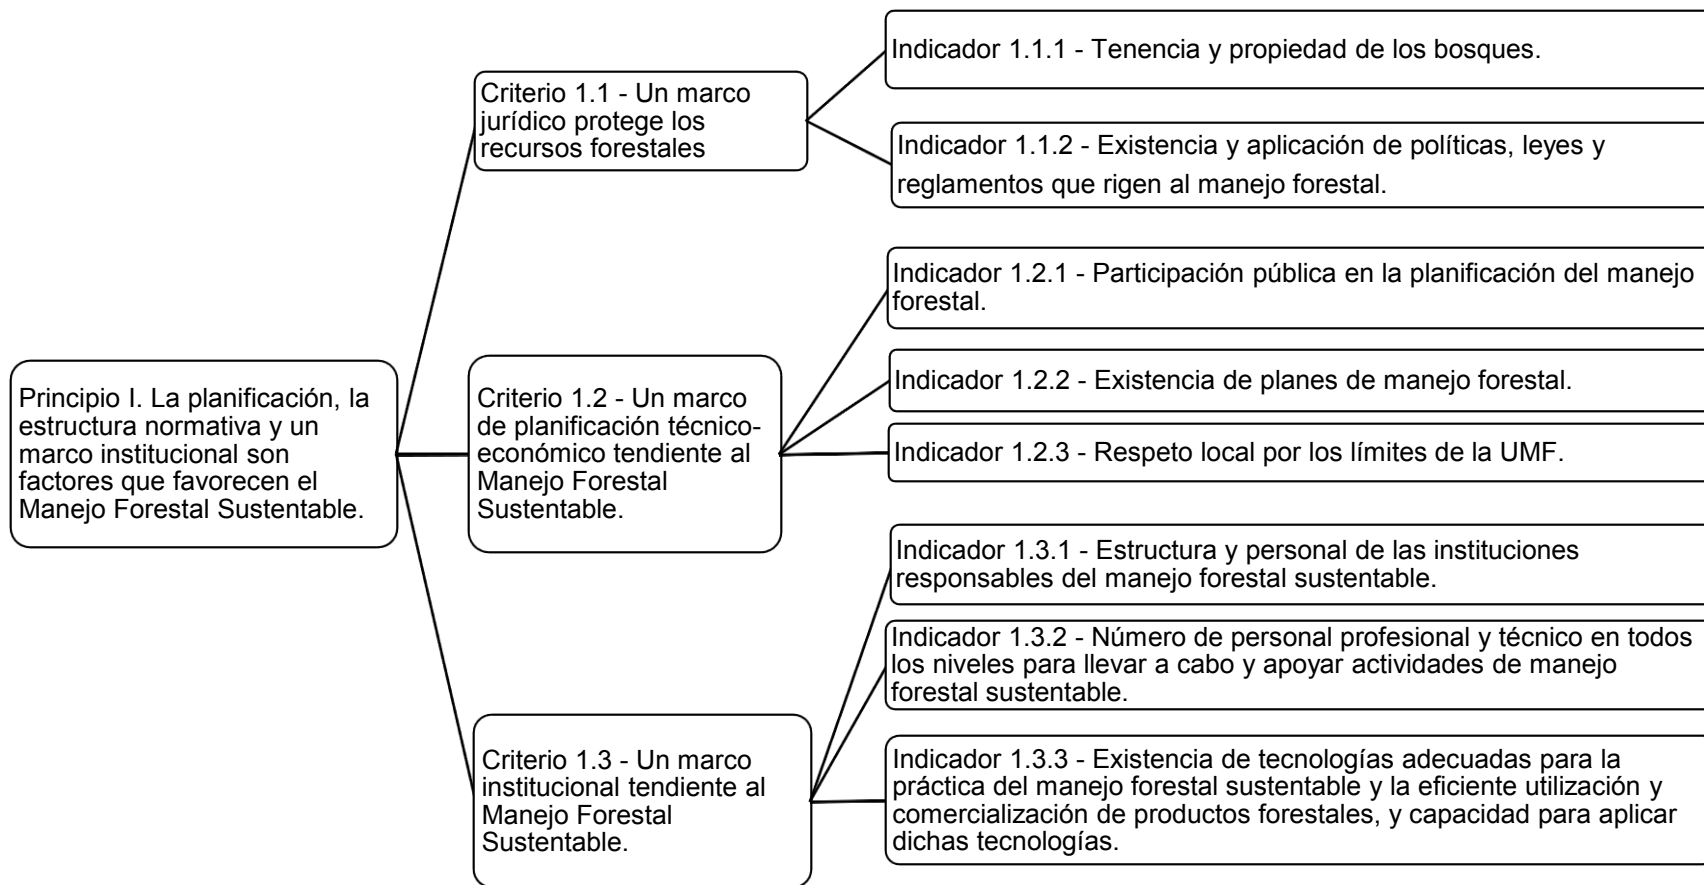 Principio I. La planificación, la
estructura normativa y un
marco institucional son
factores que favorecen el
Manejo Forestal Sustentable.
Criterio 1.1 - Un marco
jurídico protege los
recursos forestales
Indicador 1.1.1 - Tenencia y propiedad de los bosques.
Indicador 1.1.2 - Existencia y aplicación de políticas, leyes y
reglamentos que rigen al manejo forestal.
Criterio 1.2 - Un marco
de planificación técnico-
económico tendiente al
Manejo Forestal
Sustentable.
Indicador 1.2.1 - Participación pública en la planificación del manejo
forestal.
Indicador 1.2.2 - Existencia de planes de manejo forestal.
Indicador 1.2.3 - Respeto local por los límites de la UMF.
Criterio 1.3 - Un marco
institucional tendiente al
Manejo Forestal
Sustentable.
Indicador 1.3.1 - Estructura y personal de las instituciones
responsables del manejo forestal sustentable.
Indicador 1.3.2 - Número de personal profesional y técnico en todos
los niveles para llevar a cabo y apoyar actividades de manejo
forestal sustentable.
Indicador 1.3.3 - Existencia de tecnologías adecuadas para la
práctica del manejo forestal sustentable y la eficiente utilización y
comercialización de productos forestales, y capacidad para aplicar
dichas tecnologías.